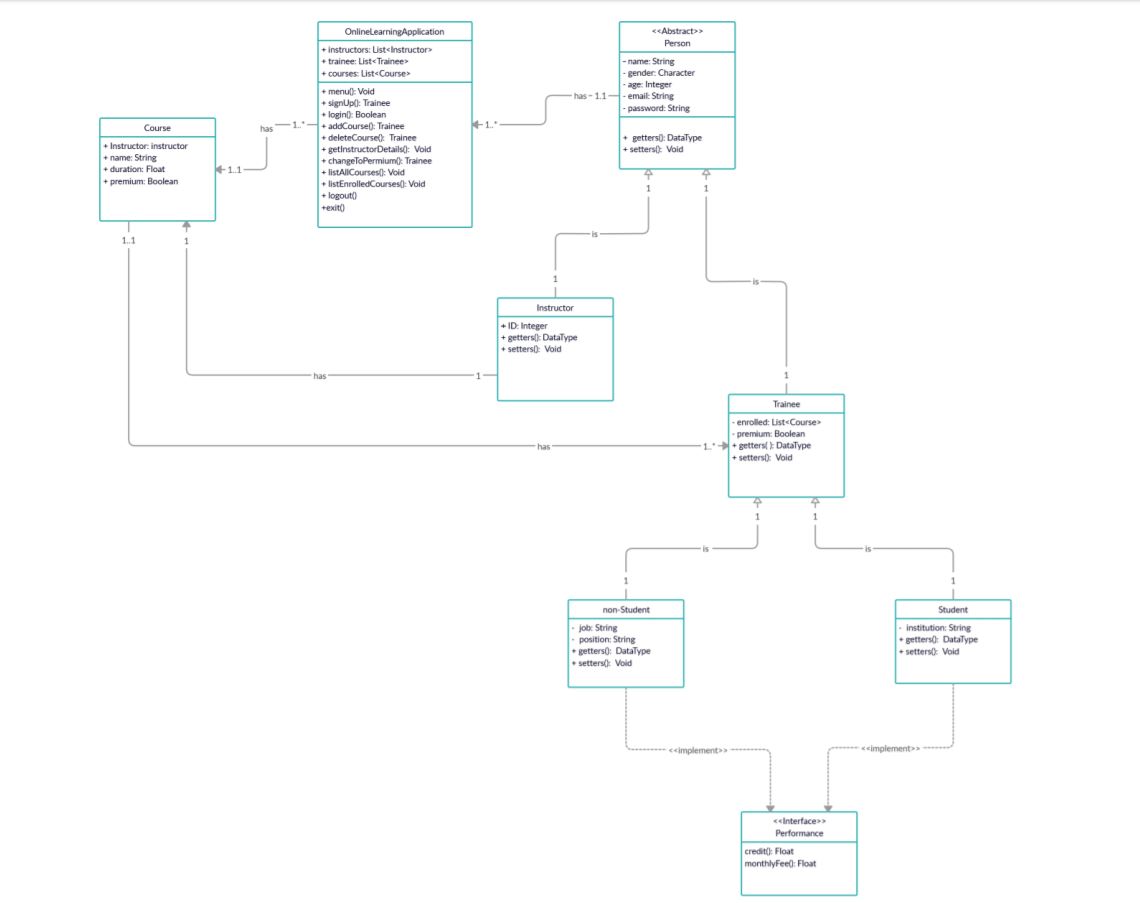 OnlineLearningApplication
+ instructors: List<Instructor>
+ trainee: List<Trainee>
+ courses: List<Course>
+ menu(): Void
+ signUp(): Trainee
+ login(): Boolean
+ addCourse(): Trainee
+ deleteCourse(): Trainee
+ getInstructorDetails(): Void
+ changeToPermium(): Trainee
+ listAllCourses(): Void
+ listEnrolledCourses(): Void
+ logout()
+exit()
<<Abstract>>
Person
- name: String
- gender: Character
- age: Integer
- email: String
- password: String
+ getters(): DataType
+ setters(): Void
has
1.1
1..*
Course
+ Instructor: instructor
+ name: String
+ duration: Float
+ premium: Boolean
has
1..*
1..1
1..1
1
1
1
is
is
1
Instructor
+ ID: Integer
+ getters(): DataType
+ setters(): Void
has
1
1
Trainee
- enrolled: List<Course>
- premium: Boolean
+ getters( ): DataType
+ setters(): Void
has
1..*
1
1
is
is
1
1
non-Student
- job: String
- position: String
+ getters(): DataType
+ setters(): Void
Student
- institution: String
+ getters(): DataType
+ setters(): Void
<<implement>>
<<implement>>
<<Interface>>
Performance
credit(): Float
monthlyFee(): Float